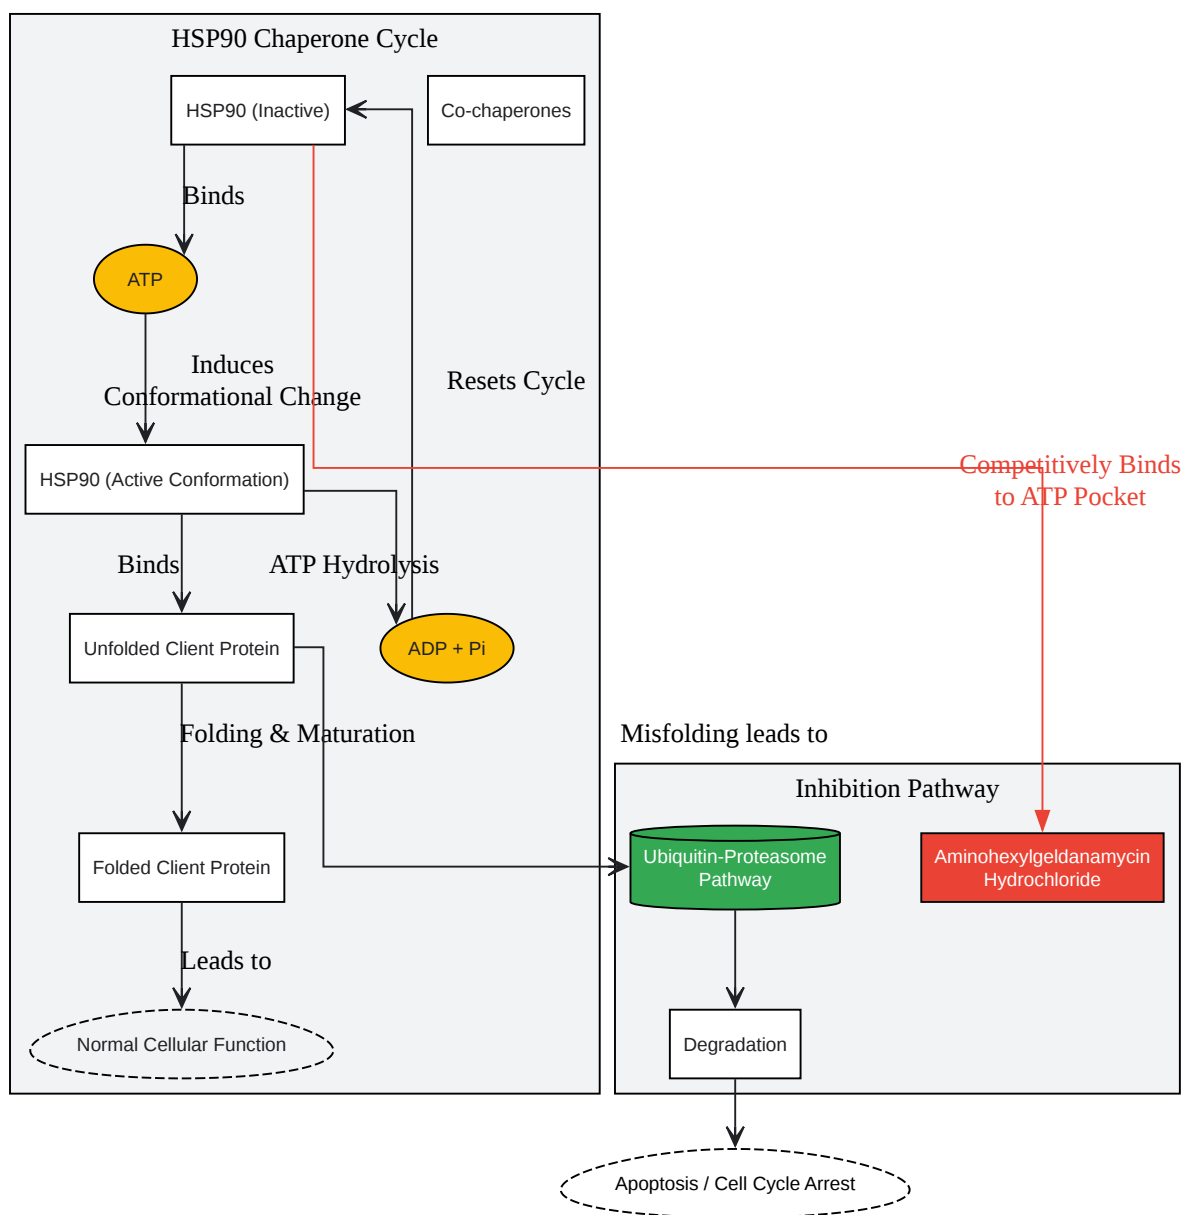 HSP90 Chaperone Cycle
HSP90 (Inactive)
Co-chaperones
Binds
ATP
Induces
Conformational Change
Resets Cycle
HSP90 (Active Conformation)
Competitively Binds
to ATP Pocket
Binds
ATP Hydrolysis
Unfolded Client Protein
ADP + Pi
Folding & Maturation
Misfolding leads to
Inhibition Pathway
Folded Client Protein
Ubiquitin-Proteasome
Pathway
Aminohexylgeldanamycin
Hydrochloride
Leads to
Normal Cellular Function
Degradation
Apoptosis / Cell Cycle Arrest